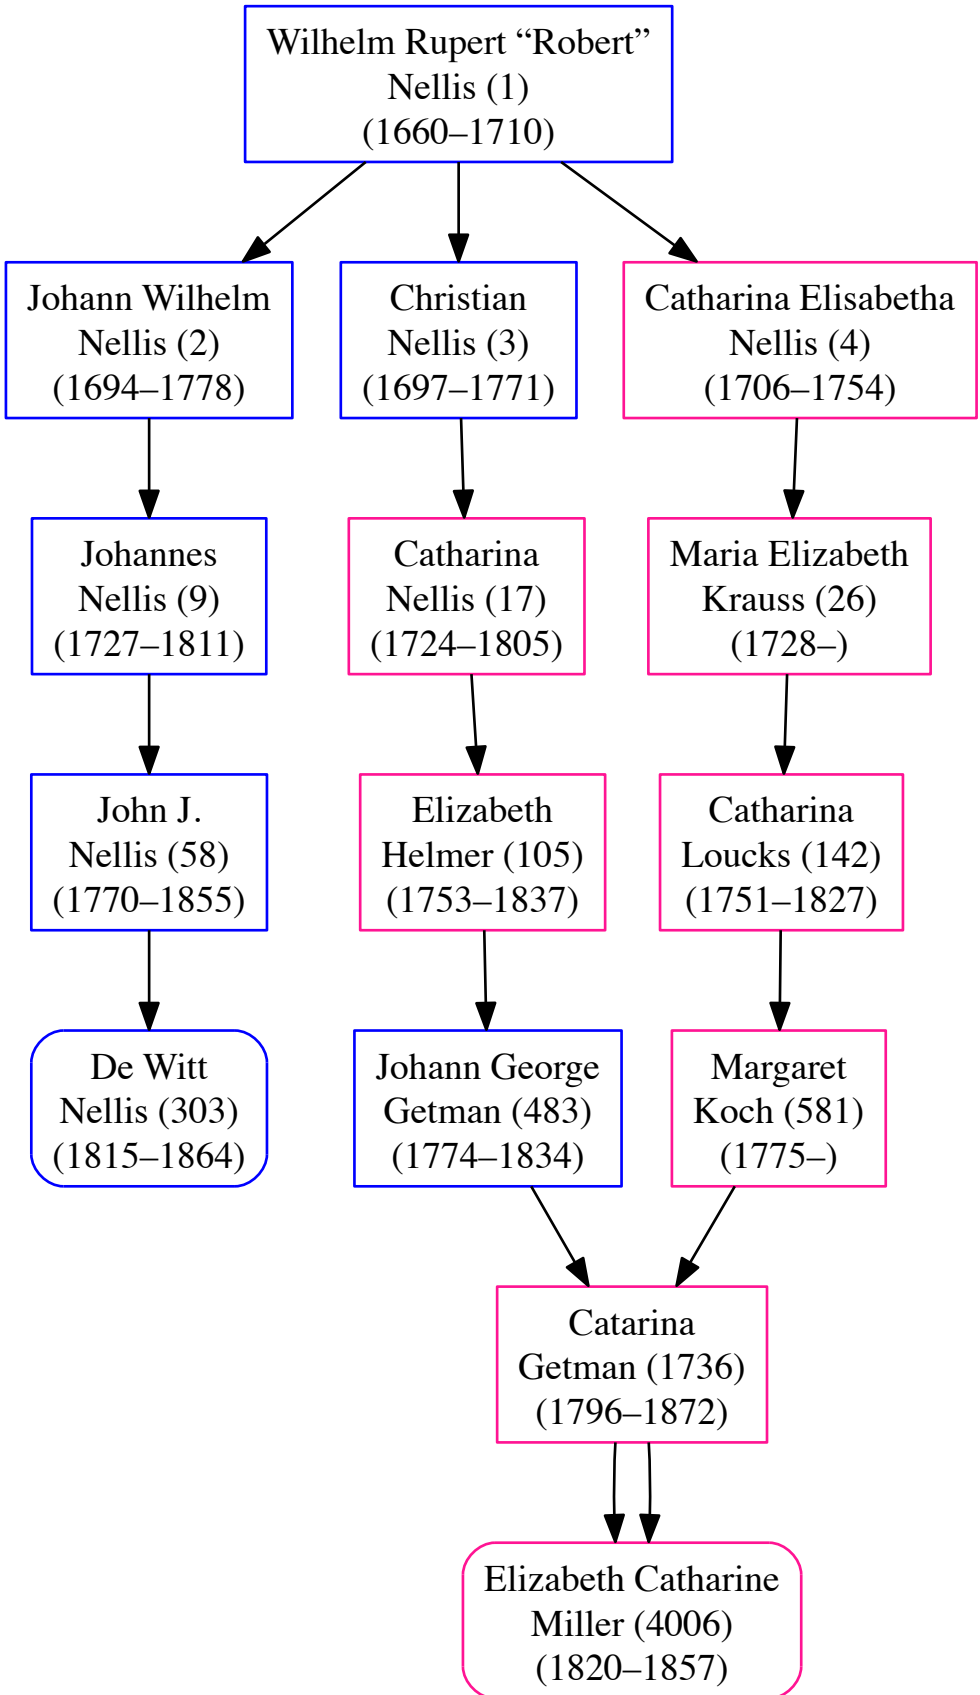 Wilhelm Rupert “Robert”
Nellis (1)
(1660–1710)
Johann Wilhelm
Nellis (2)
(1694–1778)
Christian
Nellis (3)
(1697–1771)
Catharina Elisabetha
Nellis (4)
(1706–1754)
Johannes
Nellis (9)
(1727–1811)
Catharina
Nellis (17)
(1724–1805)
Maria Elizabeth
Krauss (26)
(1728–)
John J.
Nellis (58)
(1770–1855)
Elizabeth
Helmer (105)
(1753–1837)
Catharina
Loucks (142)
(1751–1827)
De Witt
Nellis (303)
(1815–1864)
Johann George
Getman (483)
(1774–1834)
Margaret
Koch (581)
(1775–)
Catarina
Getman (1736)
(1796–1872)
Elizabeth Catharine
Miller (4006)
(1820–1857)